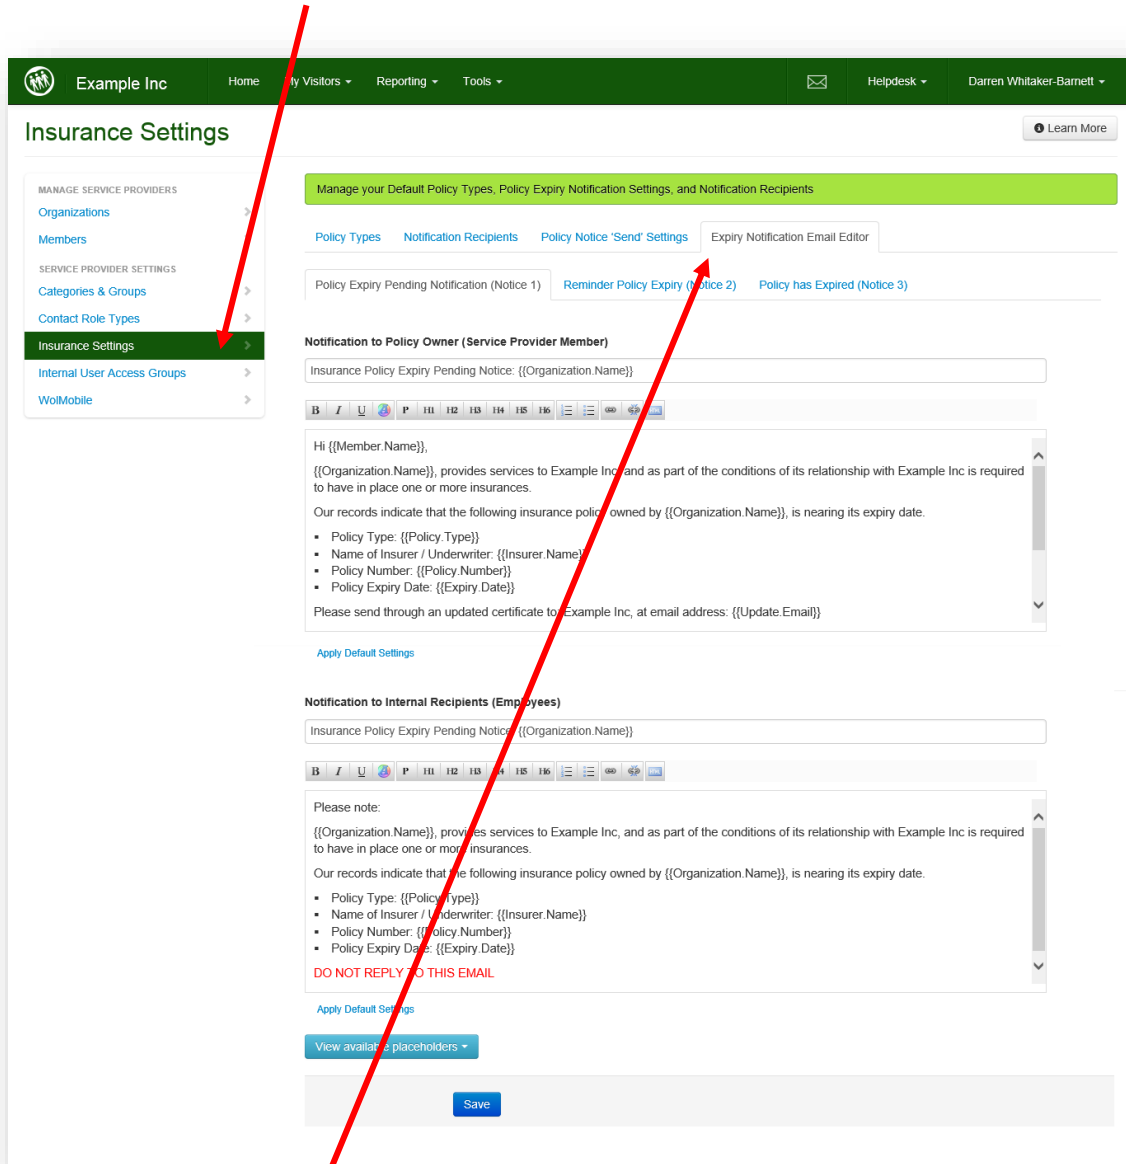 Example Inc
Home
My Visitors
Reporting
Tools
Helpdesk
Darren Whitaker-Barnett
Insurance Settings
Learn More
MANAGE SERVICE PROVIDERS
Organizations
Members
SERVICE PROVIDER SETTINGS
Categories & Groups
Contact Role Types
Insurance Settings
Internal User Access Groups
WolMobile
Manage your Default Policy Types, Policy Expiry Notification Settings, and Notification Recipients
Policy Types
Notification Recipients
Policy Notice 'Send' Settings
Expiry Notification Email Editor
Policy Expiry Pending Notification (Notice 1)
Reminder Policy Expiry (Notice 2)
Policy has Expired (Notice 3)
Notification to Policy Owner (Service Provider Member)
Insurance Policy Expiry Pending Notice: {{Organization.Name}}
B I U P H1 H2 H3 H4 H5 H6
Hi {{Member.Name}},
{{Organization.Name}}, provides services to Example Inc, and as part of the conditions of its relationship with Example Inc is required
to have in place one or more insurances.
Our records indicate that the following insurance policy owned by {{Organization.Name}}, is nearing its expiry date.
▪ Policy Type: {{Policy.Type}}
▪ Name of Insurer / Underwriter: {{Insurer.Name}}
▪ Policy Number: {{Policy.Number}}
▪ Policy Expiry Date: {{Expiry.Date}}
Please send through an updated certificate to: Example Inc, at email address: {{Update.Email}}
Apply Default Settings
Notification to Internal Recipients (Employees)
Insurance Policy Expiry Pending Notice: {{Organization.Name}}
B I U P H1 H2 H3 H4 H5 H6
Please note:
{{Organization.Name}}, provides services to Example Inc, and as part of the conditions of its relationship with Example Inc is required
to have in place one or more insurances.
Our records indicate that the following insurance policy owned by {{Organization.Name}}, is nearing its expiry date.
▪ Policy Type: {{Policy.Type}}
▪ Name of Insurer / Underwriter: {{Insurer.Name}}
▪ Policy Number: {{Policy.Number}}
▪ Policy Expiry Date: {{Expiry.Date}}
DO NOT REPLY TO THIS EMAIL
Apply Default Settings
View available placeholders
Save